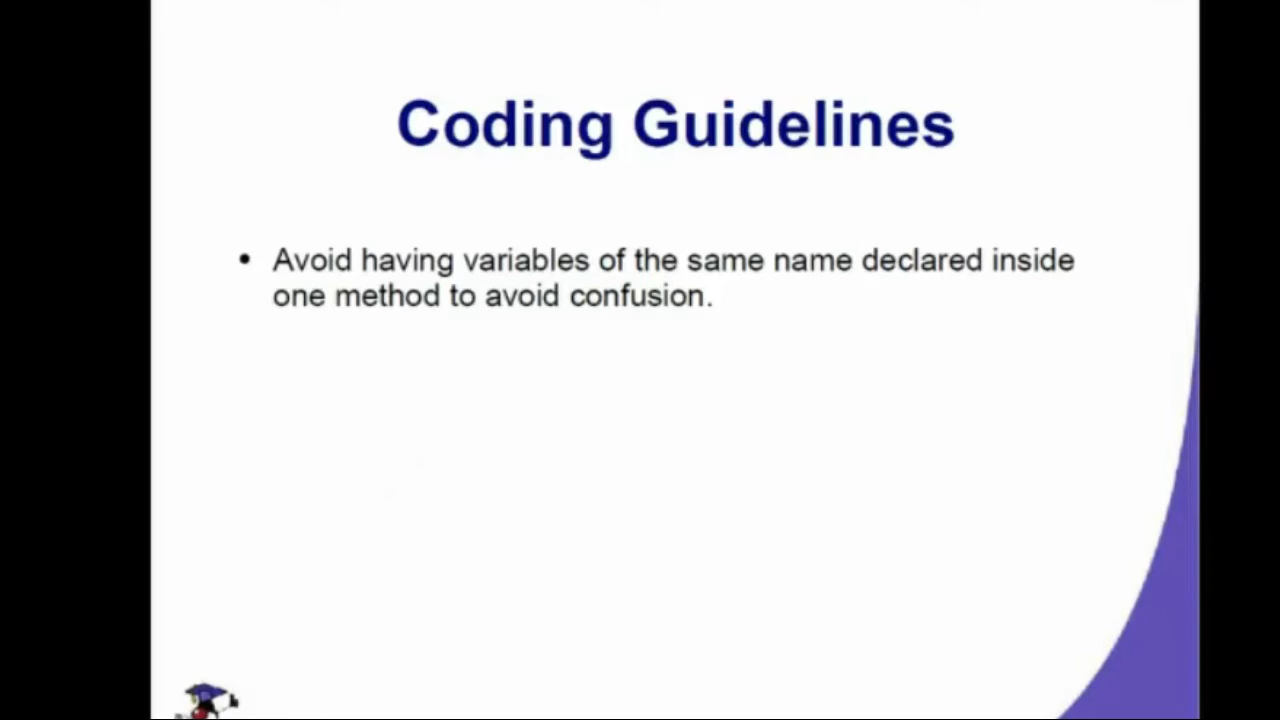 Coding Guidelines
• Avoid having variables of the same name declared inside
one method to avoid confusion.